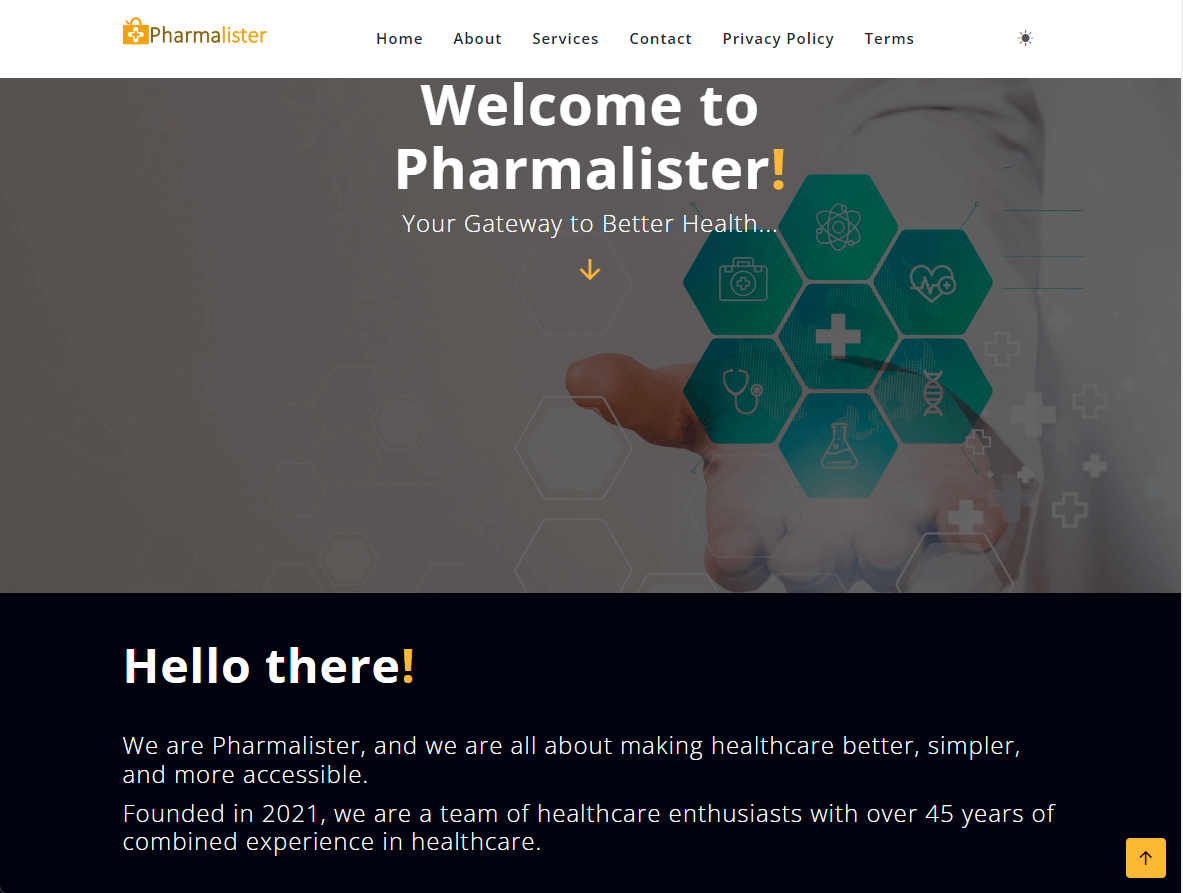 Pharmalister
Home About Services Contact Privacy Policy Terms
Welcome to
Pharmalister!
Your Gateway to Better Health...
Hello there!
We are Pharmalister, and we are all about making healthcare better, simpler,
and more accessible.
Founded in 2021, we are a team of healthcare enthusiasts with over 45 years of
combined experience in healthcare.